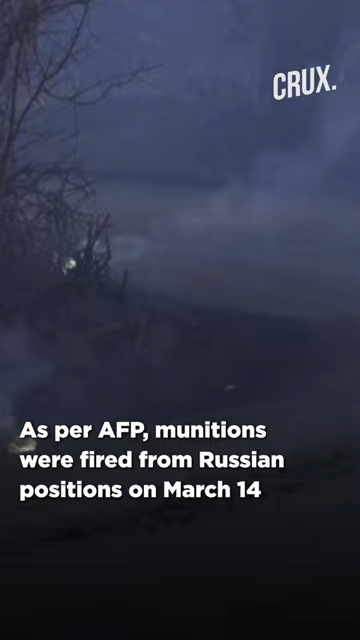 CRUX.
As per AFP, munitions
were fired from Russian
positions on March 14